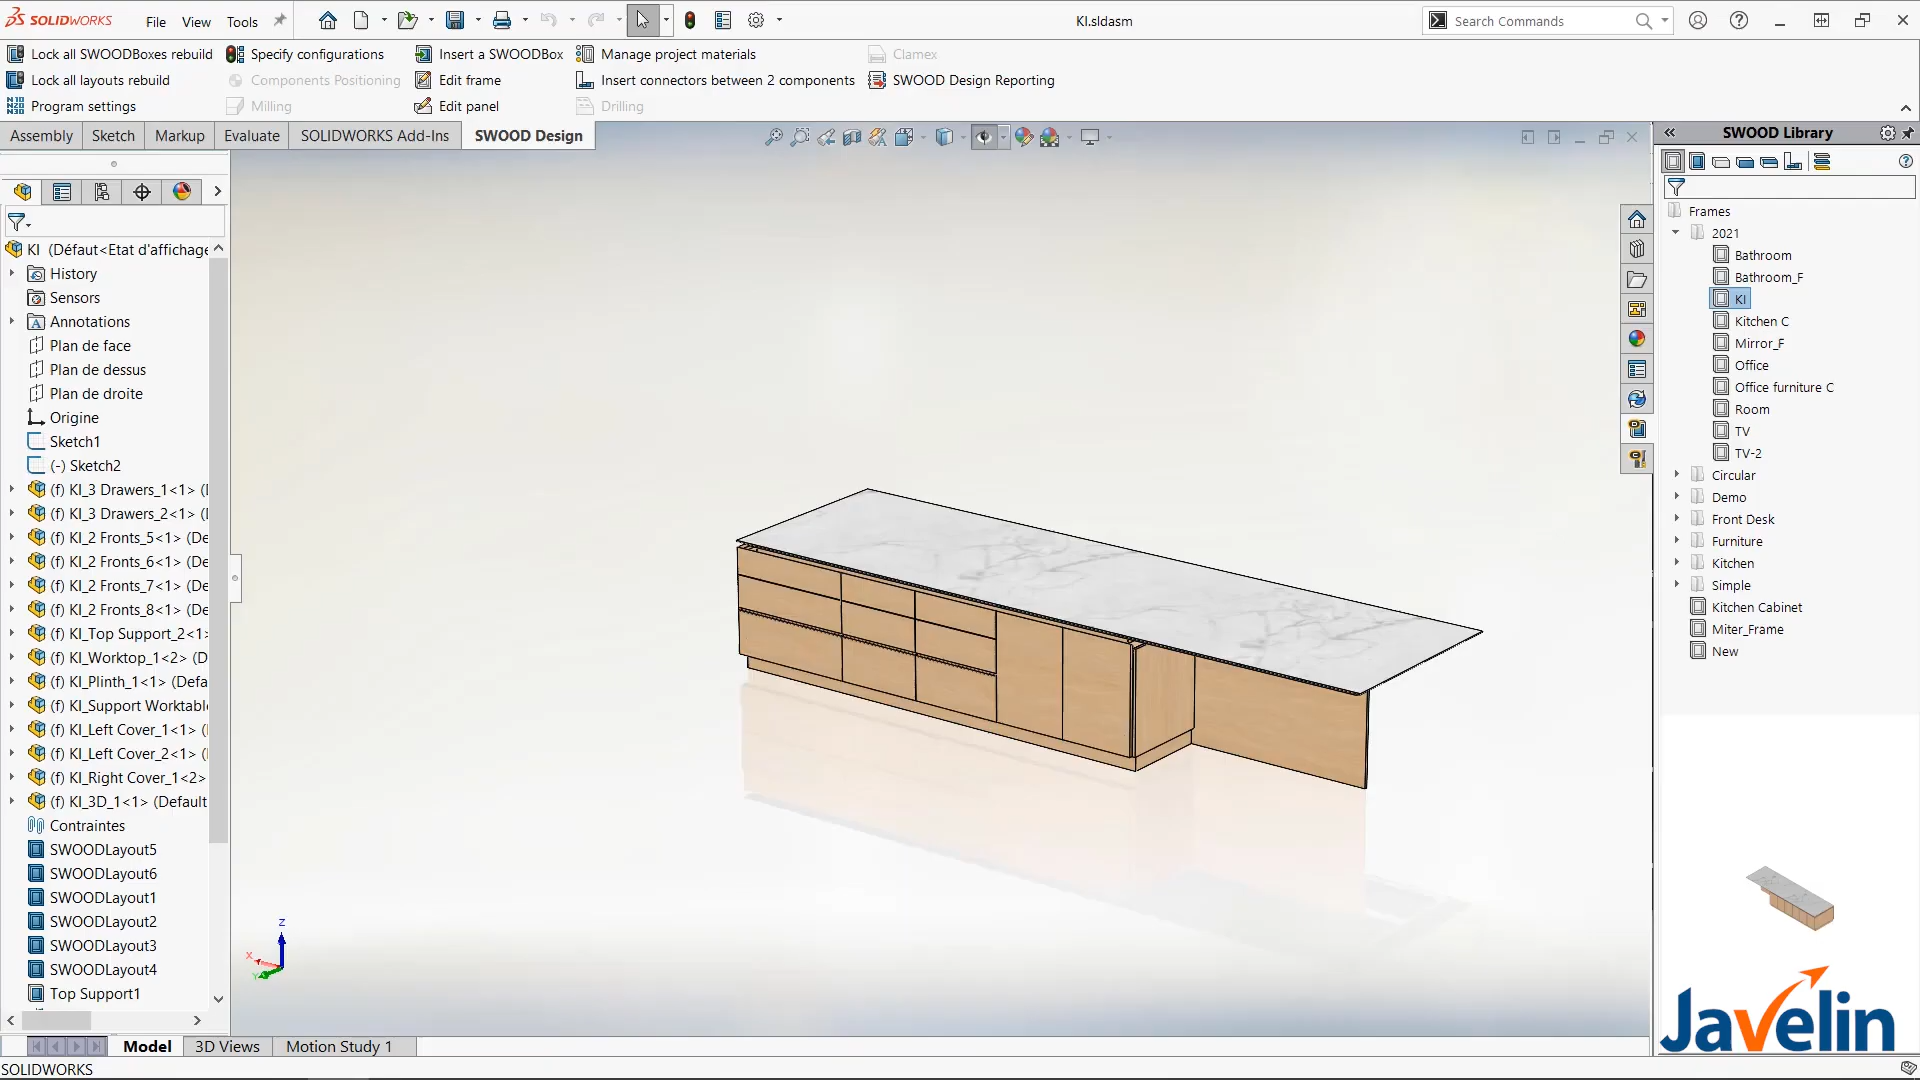 SOLIDWORKS File View Tools KI.sldasm Search Commands
Lock all SWOODBoxes rebuild Specify configurations Insert a SWOODBox Manage project materials Clamex
Lock all layouts rebuild Components Positioning Edit frame Insert connectors between 2 components SWOOD Design Reporting
Program settings Milling Edit panel Drilling
Assembly Sketch Markup Evaluate SOLIDWORKS Add-Ins SWOOD Design
SWOOD Library
KI (Défaut<Etat d'affichage
History
Sensors
Annotations
Plan de face
Plan de dessus
Plan de droite
Origine
Sketch1
(-) Sketch2
(f) KI_3 Drawers_1<1> (
(f) KI_3 Drawers_2<1> (
(f) KI_2 Fronts_5<1> (De
(f) KI_2 Fronts_6<1> (De
(f) KI_2 Fronts_7<1> (De
(f) KI_2 Fronts_8<1> (De
(f) KI_Top Support_2<1>
(f) KI_Worktop_1<2> (D
(f) KI_Plinth_1<1> (Defa
(f) KI_Support Worktabl
(f) KI_Left Cover_1<1> (
(f) KI_Left Cover_2<1> (
(f) KI_Right Cover_1<2>
(f) KI_3D_1<1> (Default
Contraintes
SWOODLayout5
SWOODLayout6
SWOODLayout1
SWOODLayout2
SWOODLayout3
SWOODLayout4
Top Support1
Z
X
Y
Frames
2021
Bathroom
Bathroom_F
KI
Kitchen C
Mirror_F
Office
Office furniture C
Room
TV
TV-2
Circular
Demo
Front Desk
Furniture
Kitchen
Simple
Kitchen Cabinet
Miter_Frame
New
Javelin
Model 3D Views Motion Study 1
SOLIDWORKS